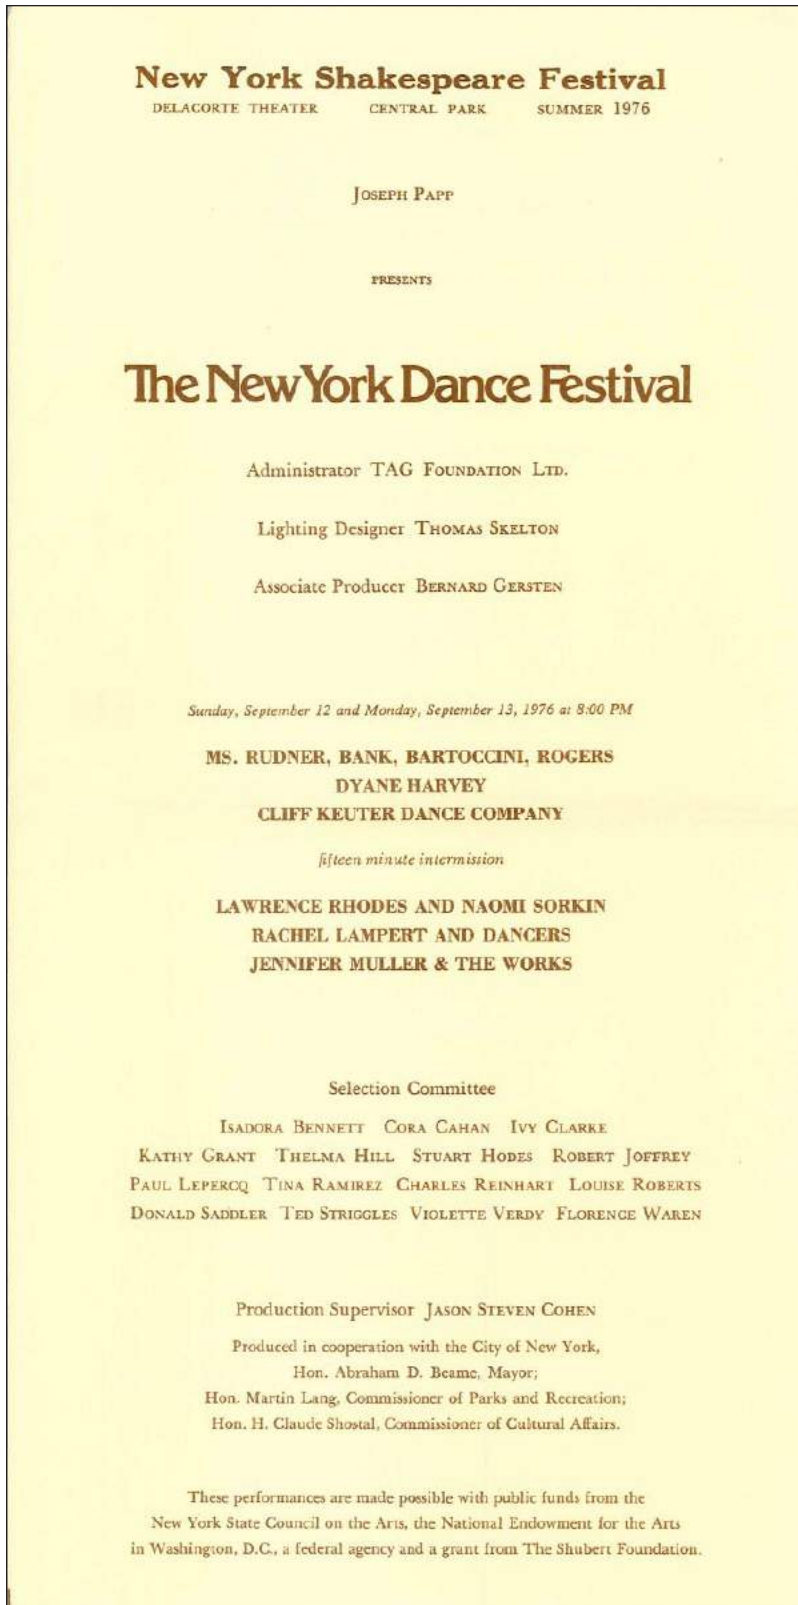 New York Shakespeare Festival
DELACORTE THEATER CENTRAL PARK SUMMER 1976
JOSEPH PAPP
PRESENTS
The New York Dance Festival
Administrator TAG FOUNDATION LTD.
Lighting Designer THOMAS SKELTON
Associate Producer BERNARD GERSTEN
Sunday, September 12 and Monday, September 13, 1976 at 8:00 PM
MS. RUDNER, BANK, BARTOCCINI, ROGERS
DYANE HARVEY
CLIFF KEUTER DANCE COMPANY
fifteen minute intermission
LAWRENCE RHODES AND NAOMI SORKIN
RACHEL LAMPERT AND DANCERS
JENNIFER MULLER & THE WORKS
Selection Committee
ISADORA BENNETT CORA CAHAN IVY CLARKE
KATHY GRANT THELMA HILL STUART HODES ROBERT JOFFREY
PAUL LEPERCQ TINA RAMIREZ CHARLES REINHART LOUISE ROBERTS
DONALD SADDLER TED STRIGGLES VIOLETTE VERDY FLORENCE WAREN
Production Supervisor JASON STEVEN COHEN
Produced in cooperation with the City of New York,
Hon. Abraham D. Beame, Mayor;
Hon. Martin Lang, Commissioner of Parks and Recreation;
Hon. H. Claude Shostal, Commissioner of Cultural Affairs.
These performances are made possible with public funds from the
New York State Council on the Arts, the National Endowment for the Arts
in Washington, D.C., a federal agency and a grant from The Shubert Foundation.